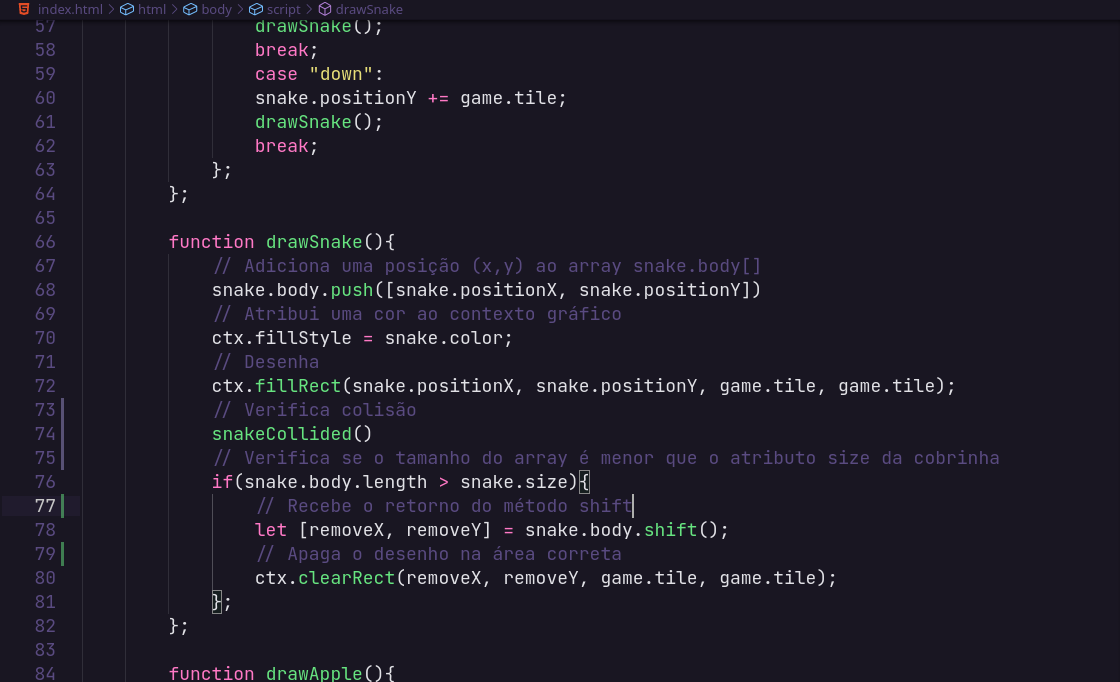 index.html > html > body > script > drawSnake
57 drawSnake();
58 break;
59 case "down":
60 snake.positionY += game.tile;
61 drawSnake();
62 break;
63 };
64 };
65
66 function drawSnake(){
67 // Adiciona uma posição (x,y) ao array snake.body[]
68 snake.body.push([snake.positionX, snake.positionY])
69 // Atribui uma cor ao contexto gráfico
70 ctx.fillStyle = snake.color;
71 // Desenha
72 ctx.fillRect(snake.positionX, snake.positionY, game.tile, game.tile);
73 // Verifica colisão
74 snakeCollided()
75 // Verifica se o tamanho do array é menor que o atributo size da cobrinha
76 if(snake.body.length > snake.size){
77 // Recebe o retorno do método shift
78 let [removeX, removeY] = snake.body.shift();
79 // Apaga o desenho na área correta
80 ctx.clearRect(removeX, removeY, game.tile, game.tile);
81 };
82 };
83
84 function drawApple(){